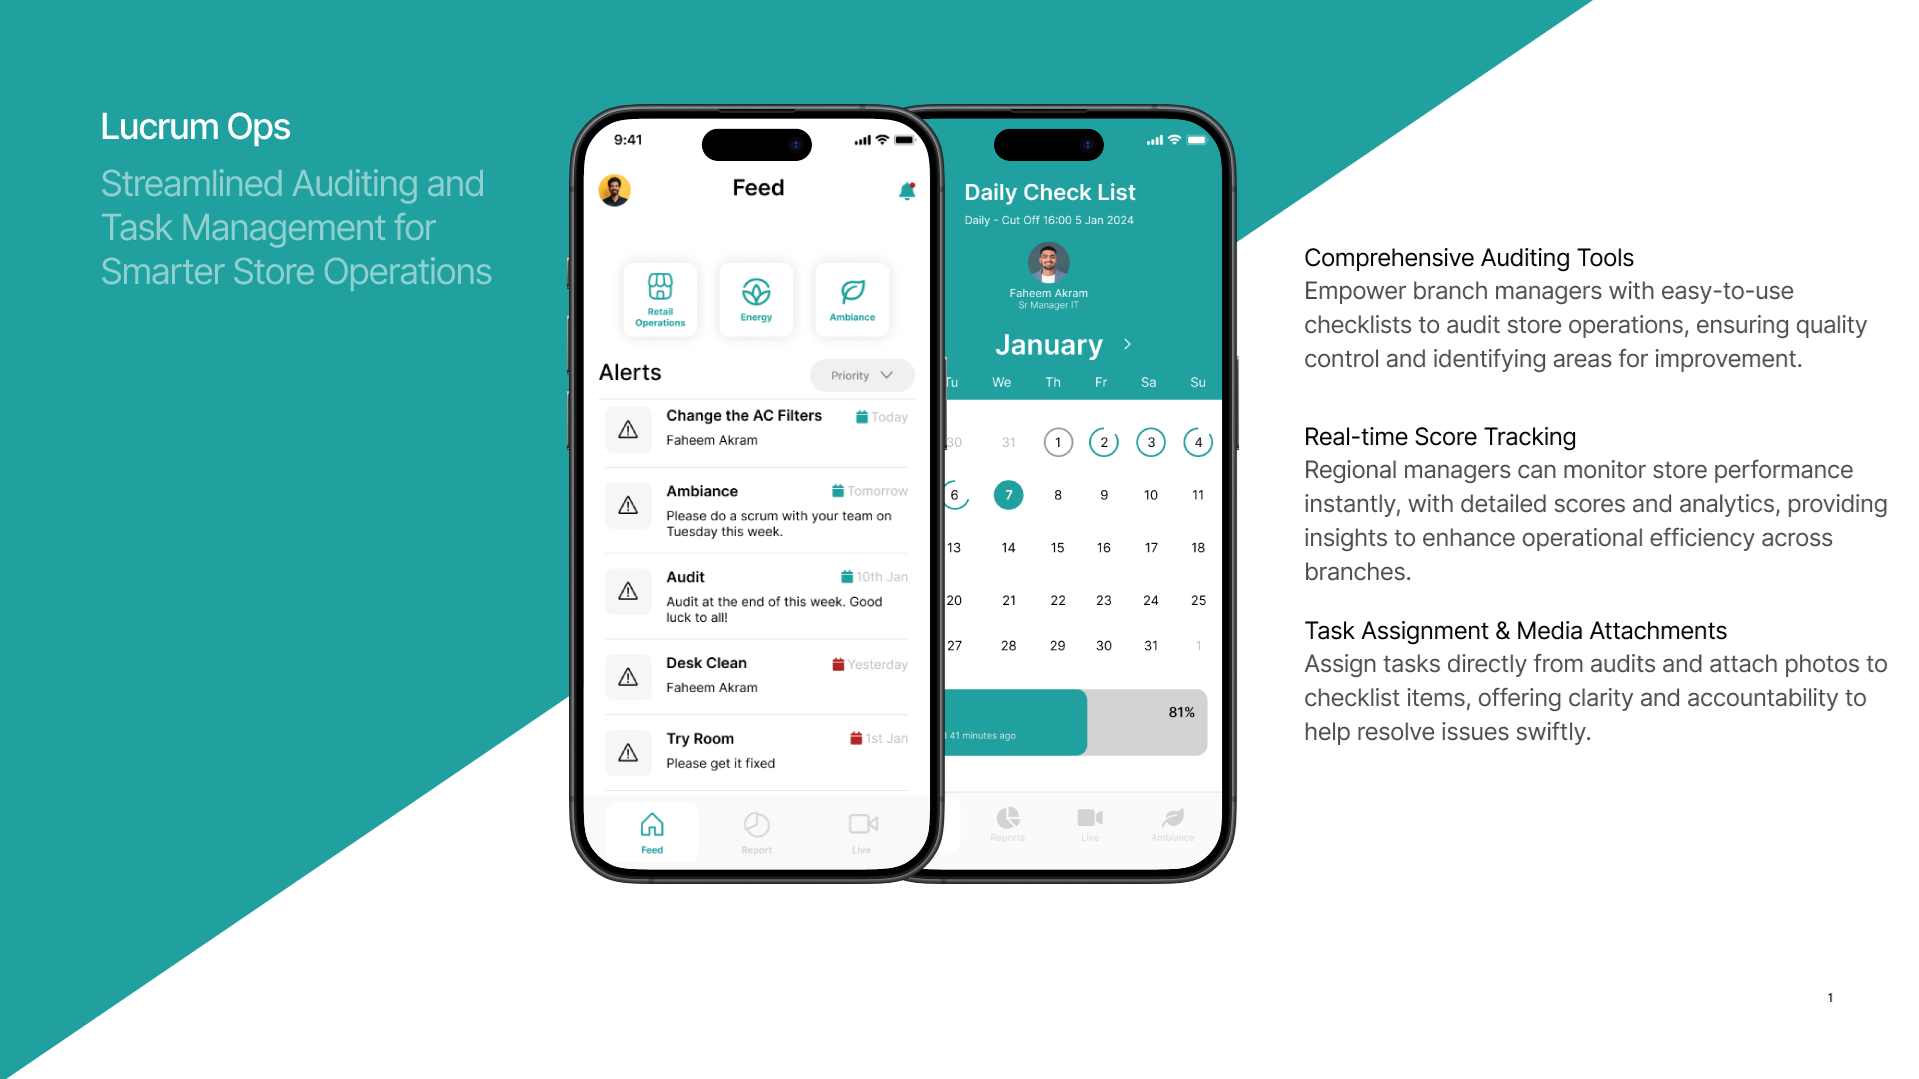 Lucrum Ops
Streamlined Auditing and
Task Management for
Smarter Store Operations
9:41
Feed
Retail
Operations
Energy
Ambiance
Alerts
Priority
Change the AC Filters
Today
Faheem Akram
Ambiance
Tomorrow
Please do a scrum with your team on
Tuesday this week.
Audit
10th Jan
Audit at the end of this week. Good
luck to all!
Desk Clean
Yesterday
Faheem Akram
Try Room
1st Jan
Please get it fixed
Feed Report Live
Daily Check List
Daily - Cut Off 16:00 5 Jan 2024
Faheem Akram
Sr Manager IT
January
Tu We Th Fr Sa Su
30 31 1 2 3 4
6 7 8 9 10 11
13 14 15 16 17 18
20 21 22 23 24 25
27 28 29 30 31 1
81%
41 minutes ago
Reports Live Ambiance
Comprehensive Auditing Tools
Empower branch managers with easy-to-use
checklists to audit store operations, ensuring quality
control and identifying areas for improvement.
Real-time Score Tracking
Regional managers can monitor store performance
instantly, with detailed scores and analytics, providing
insights to enhance operational efficiency across
branches.
Task Assignment & Media Attachments
Assign tasks directly from audits and attach photos to
checklist items, offering clarity and accountability to
help resolve issues swiftly.
1